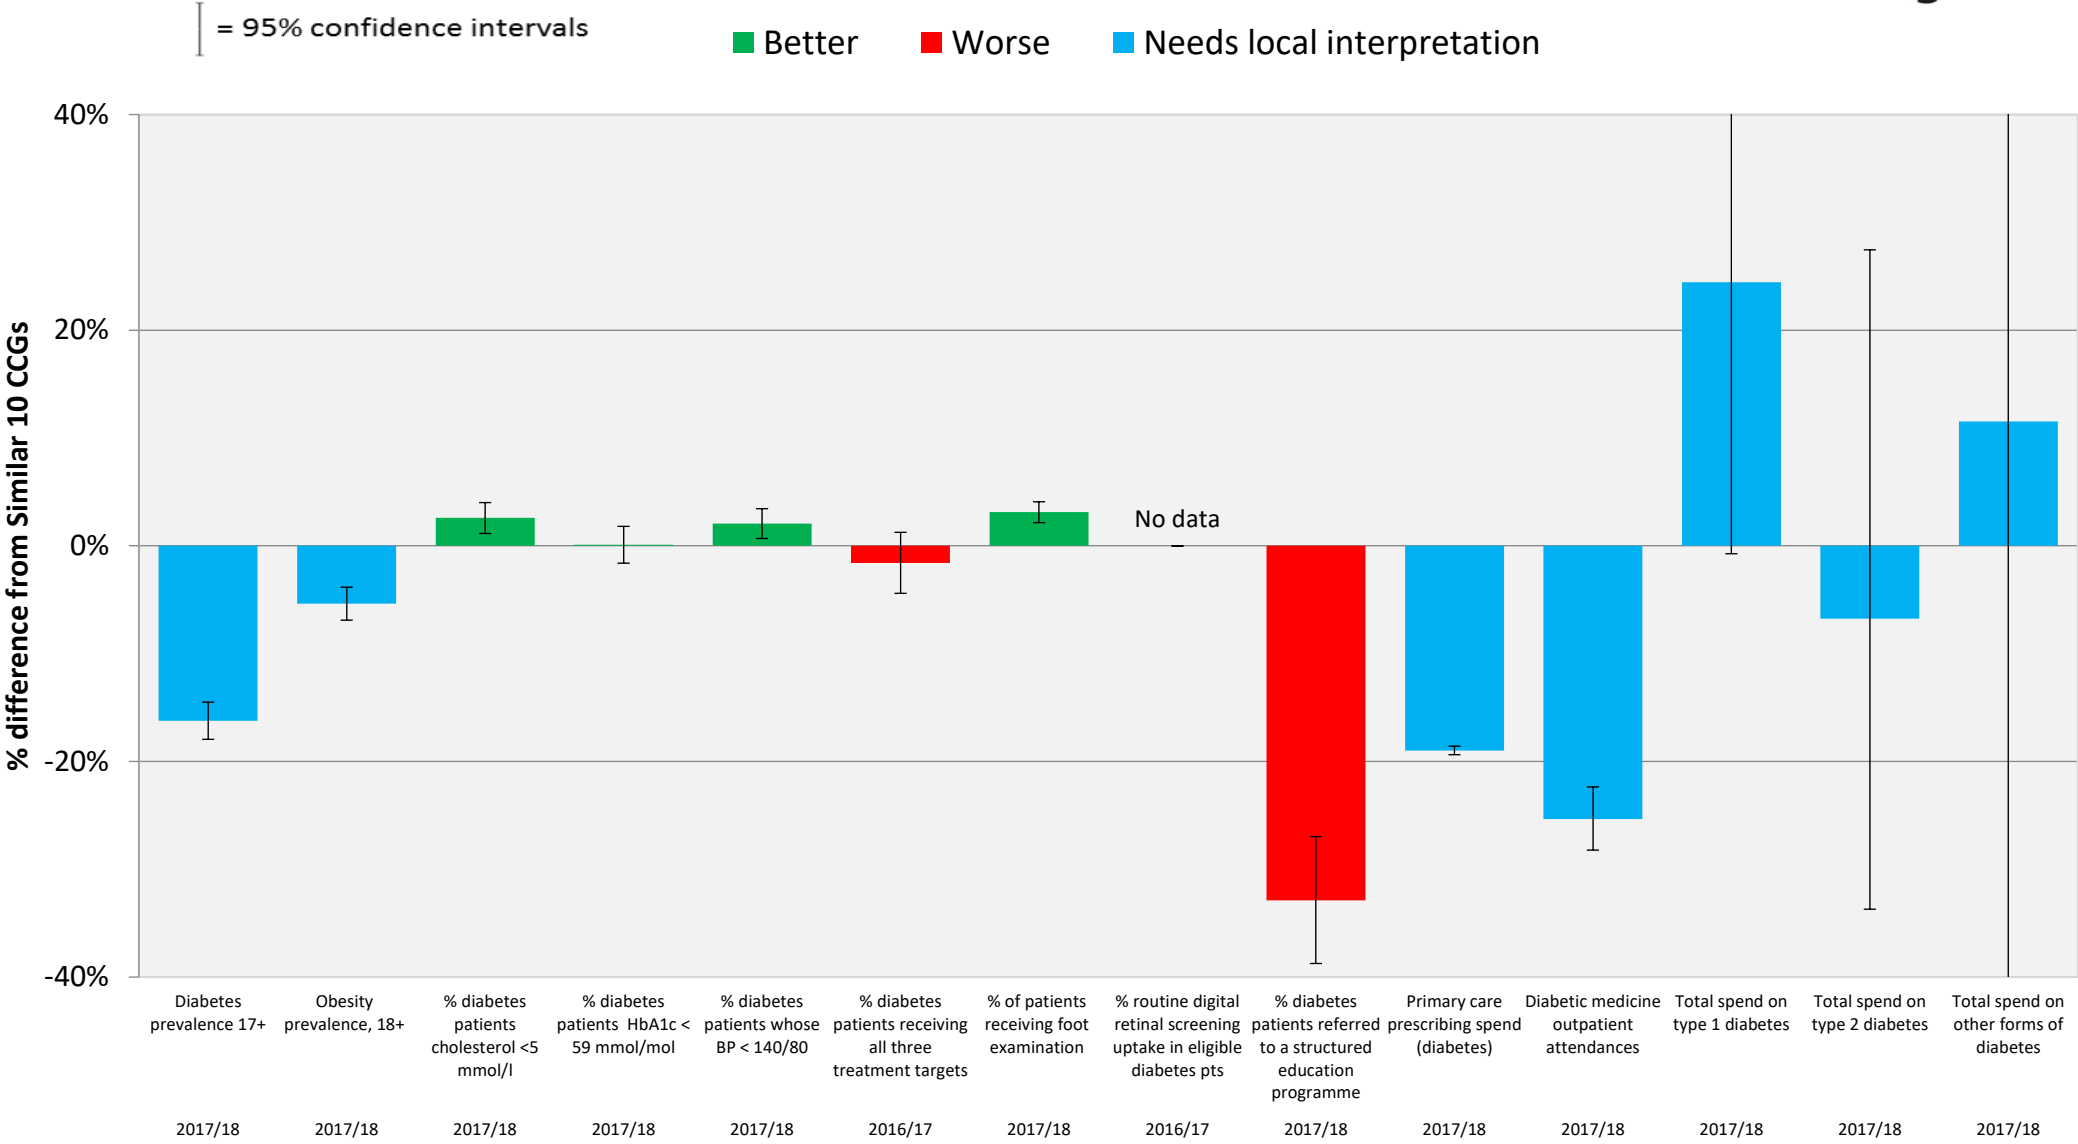 = 95% confidence intervals
Better
Worse
Needs local interpretation
% difference from Similar 10 CCGs
40%
20%
0%
-20%
-40%
No data
Diabetes
prevalence 17+
2017/18
Obesity
prevalence, 18+
2017/18
% diabetes
patients
cholesterol <5
mmol/l
2017/18
% diabetes
patients HbA1c <
59 mmol/mol
2017/18
% diabetes
patients whose
BP < 140/80
2017/18
% diabetes
patients receiving
all three
treatment targets
2016/17
% of patients
receiving foot
examination
2017/18
% routine digital
retinal screening
uptake in eligible
diabetes pts
2016/17
% diabetes
patients referred
to a structured
education
programme
2017/18
Primary care
prescribing spend
(diabetes)
2017/18
Diabetic medicine
outpatient
attendances
2017/18
Total spend on
type 1 diabetes
2017/18
Total spend on
type 2 diabetes
2017/18
Total spend on
other forms of
diabetes
2017/18